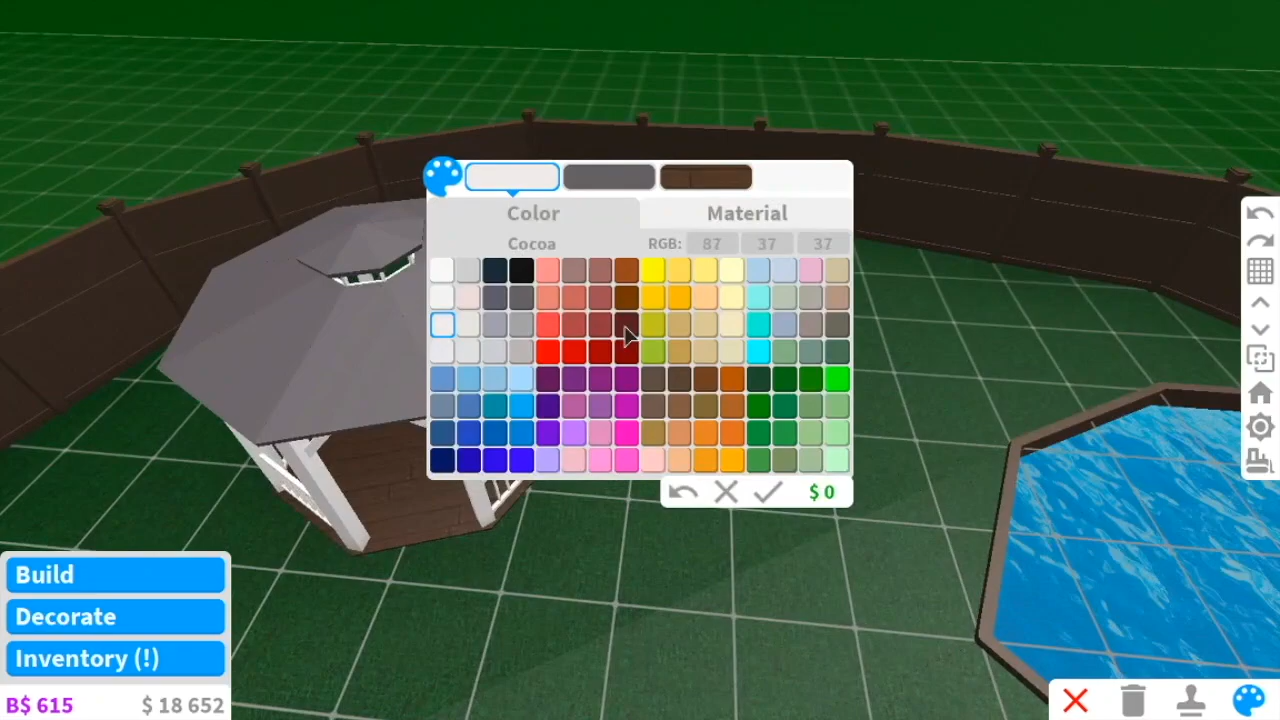 Color
Material
Cocoa
RGB: 87 37 37
$ 0
Build
Decorate
Inventory (!)
B$ 615 $ 18 652